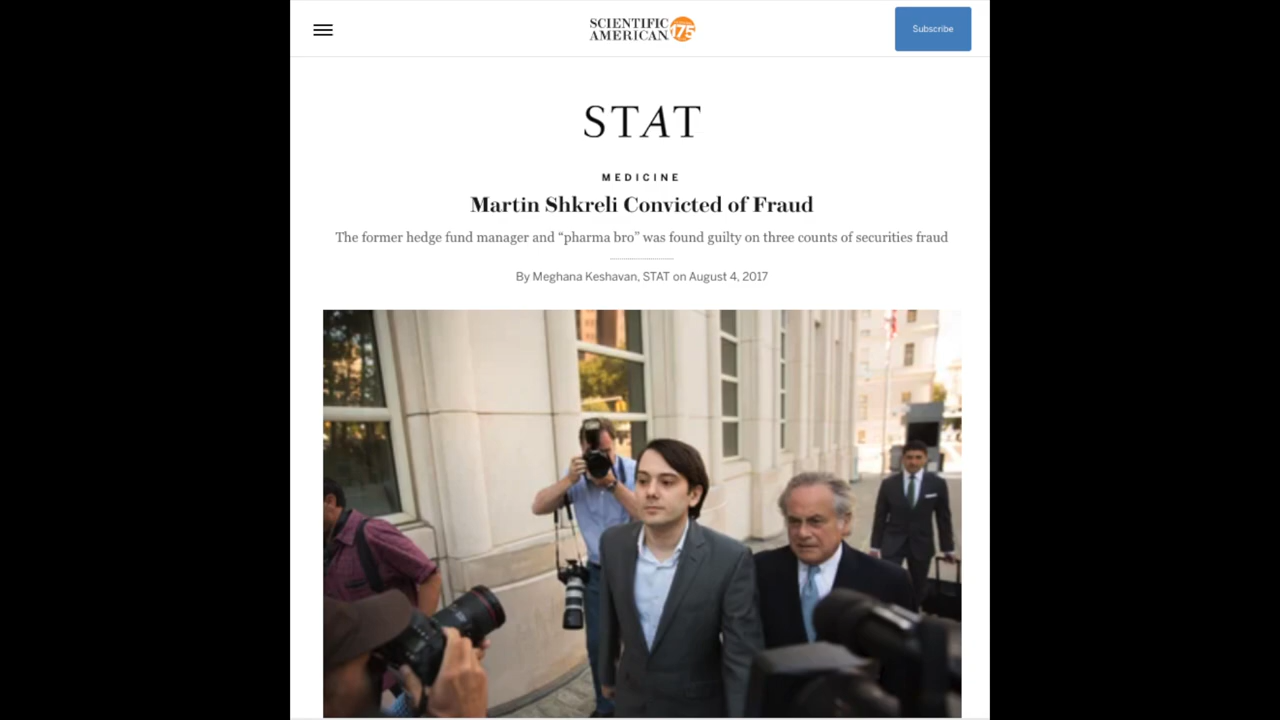 SCIENTIFIC
AMERICAN 175
Subscribe
STAT
MEDICINE
Martin Shkreli Convicted of Fraud
The former hedge fund manager and “pharma bro” was found guilty on three counts of securities fraud
By Meghana Keshavan, STAT on August 4, 2017